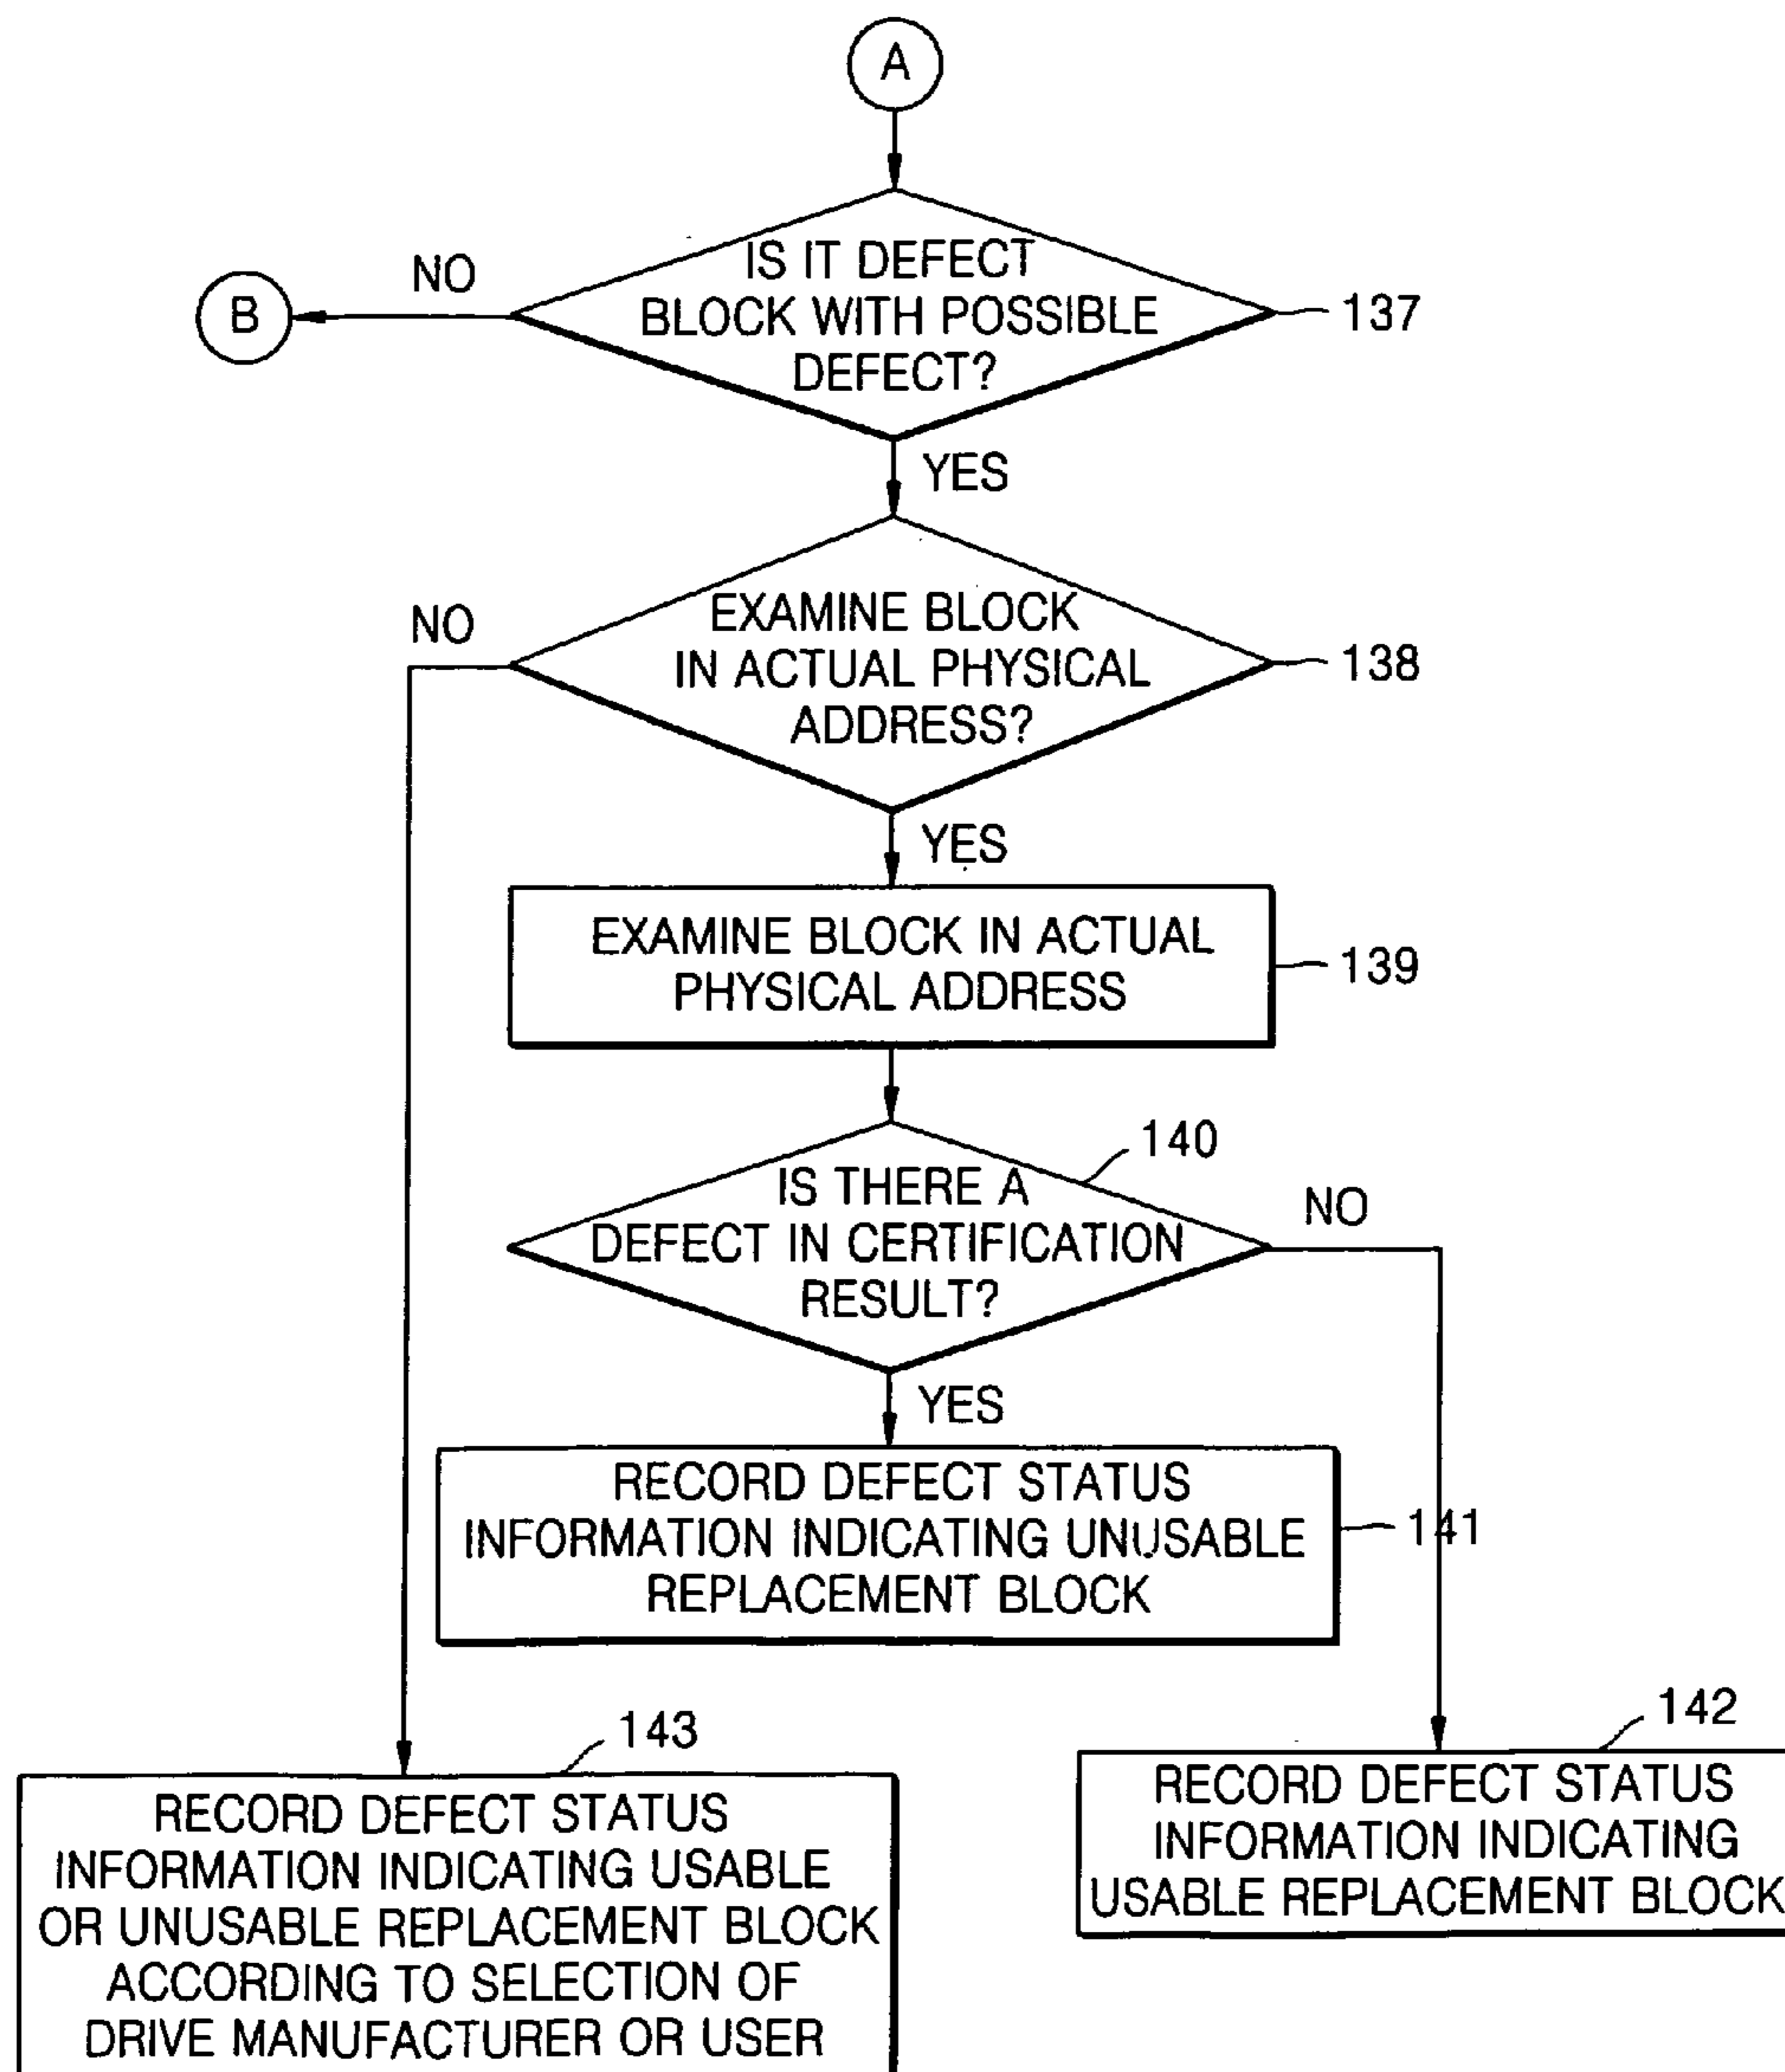 A
IS IT DEFECT
BLOCK WITH POSSIBLE
DEFECT?
137
NO
B
YES
EXAMINE BLOCK
IN ACTUAL PHYSICAL
ADDRESS?
138
NO
YES
EXAMINE BLOCK IN ACTUAL
PHYSICAL ADDRESS
139
140
IS THERE A
DEFECT IN CERTIFICATION
RESULT?
NO
YES
RECORD DEFECT STATUS
INFORMATION INDICATING UNUSABLE
REPLACEMENT BLOCK
141
143
RECORD DEFECT STATUS
INFORMATION INDICATING USABLE
OR UNUSABLE REPLACEMENT BLOCK
ACCORDING TO SELECTION OF
DRIVE MANUFACTURER OR USER
142
RECORD DEFECT STATUS
INFORMATION INDICATING
USABLE REPLACEMENT BLOCK